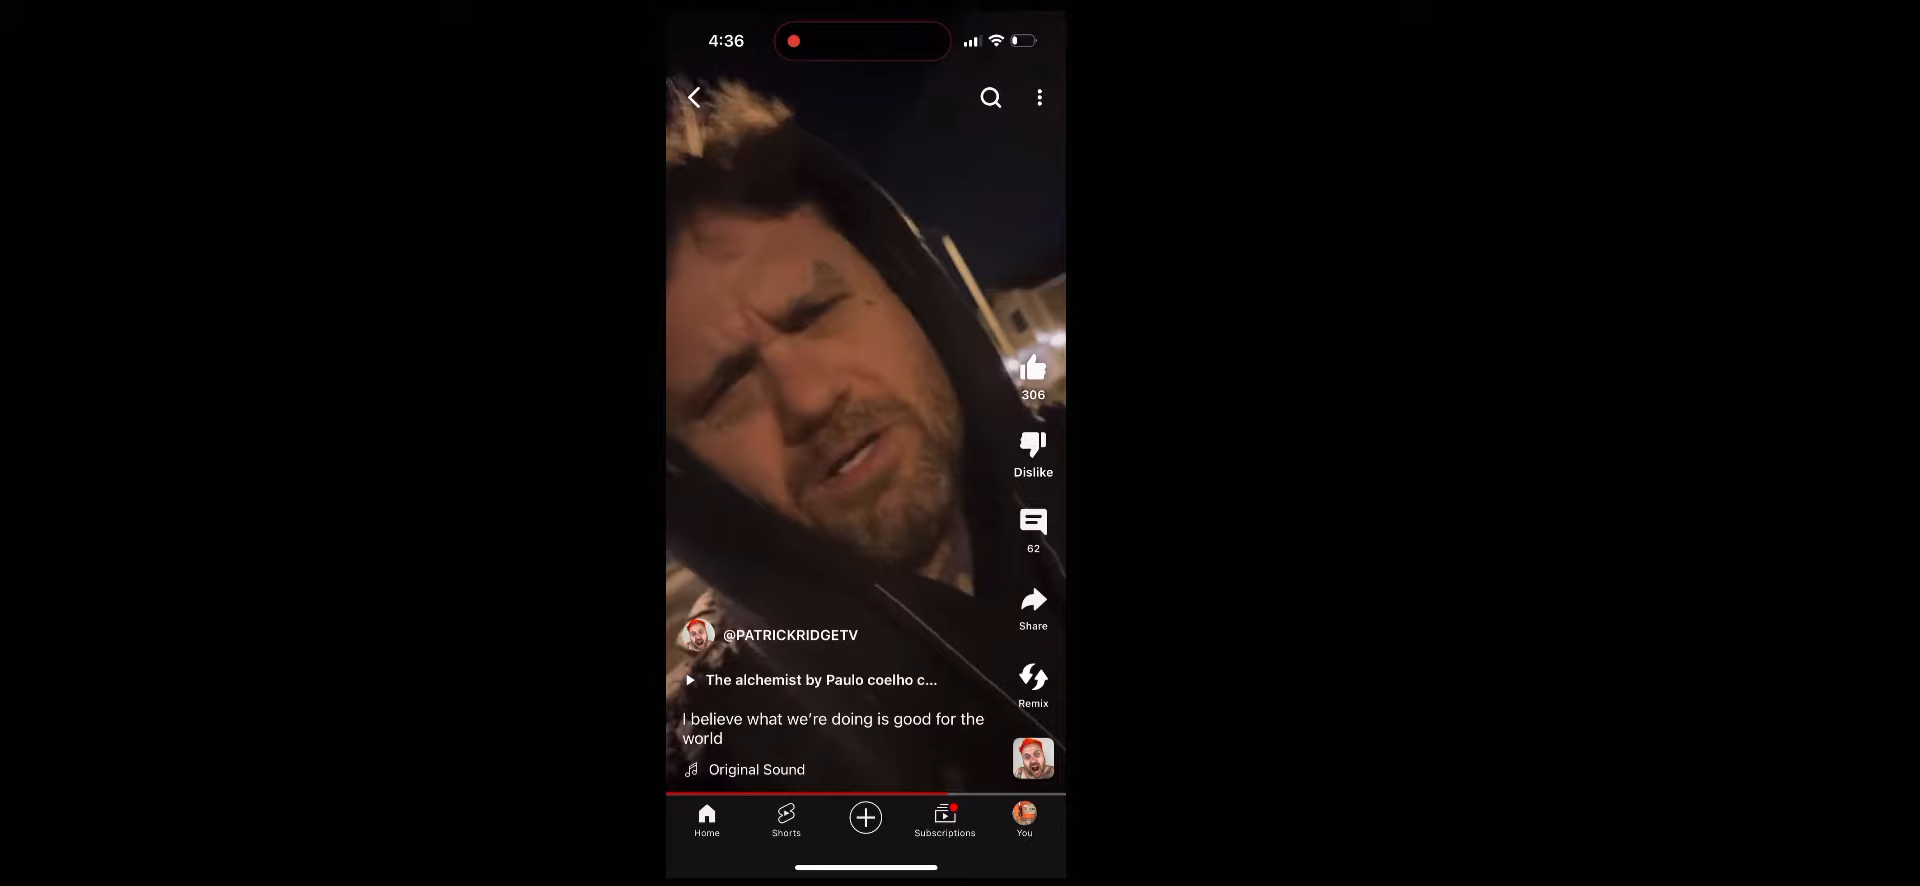 4:36
306
Dislike
62
Share
@PATRICKRIDGETV
The alchemist by Paulo coelho c...
Remix
I believe what we're doing is good for the
world
Original Sound
Home
Shorts
Subscriptions
You